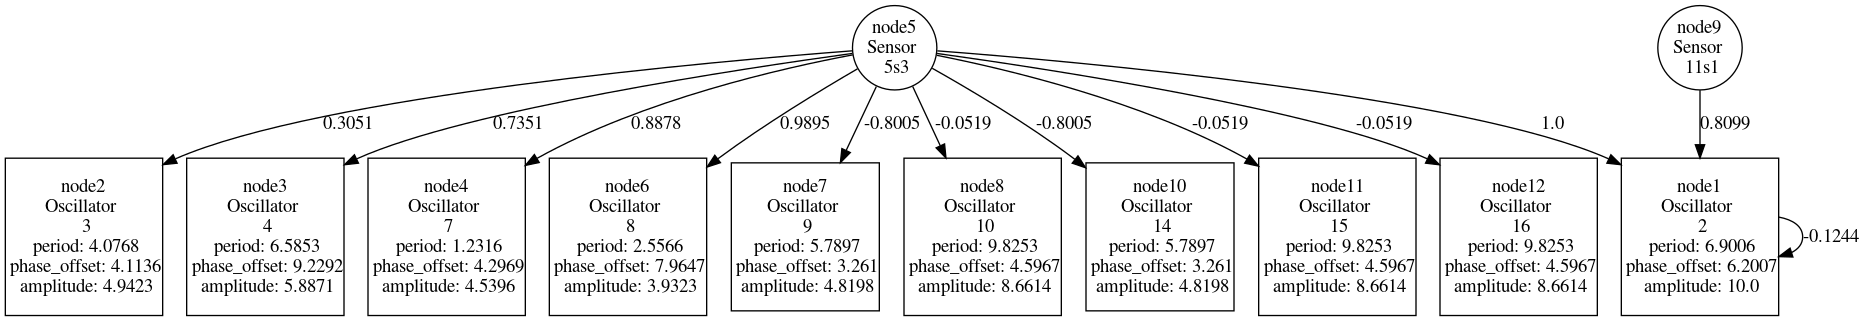 node5
Sensor
5s3
node9
Sensor
11s1
0.3051
0.7351
0.8878
0.9895
-0.8005
-0.0519
-0.8005
-0.0519
-0.0519
1.0
0.8099
node2
Oscillator
3
period: 4.0768
phase_offset: 4.1136
amplitude: 4.9423
node3
Oscillator
4
period: 6.5853
phase_offset: 9.2292
amplitude: 5.8871
node4
Oscillator
7
period: 1.2316
phase_offset: 4.2969
amplitude: 4.5396
node6
Oscillator
8
period: 2.5566
phase_offset: 7.9647
amplitude: 3.9323
node7
Oscillator
9
period: 5.7897
phase_offset: 3.261
amplitude: 4.8198
node8
Oscillator
10
period: 9.8253
phase_offset: 4.5967
amplitude: 8.6614
node10
Oscillator
14
period: 5.7897
phase_offset: 3.261
amplitude: 4.8198
node11
Oscillator
15
period: 9.8253
phase_offset: 4.5967
amplitude: 8.6614
node12
Oscillator
16
period: 9.8253
phase_offset: 4.5967
amplitude: 8.6614
node1
Oscillator
2
period: 6.9006
phase_offset: 6.2007
amplitude: 10.0
-0.1244